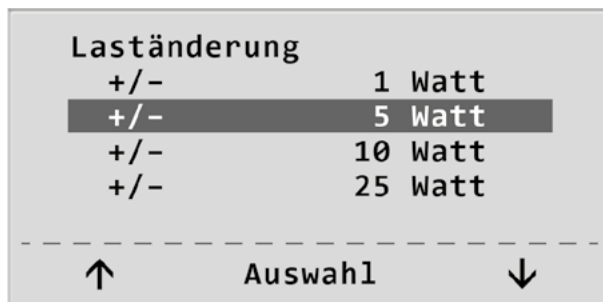 Laständerung
+/- 1 Watt
+/- 5 Watt
+/- 10 Watt
+/- 25 Watt
↑ Auswahl ↓